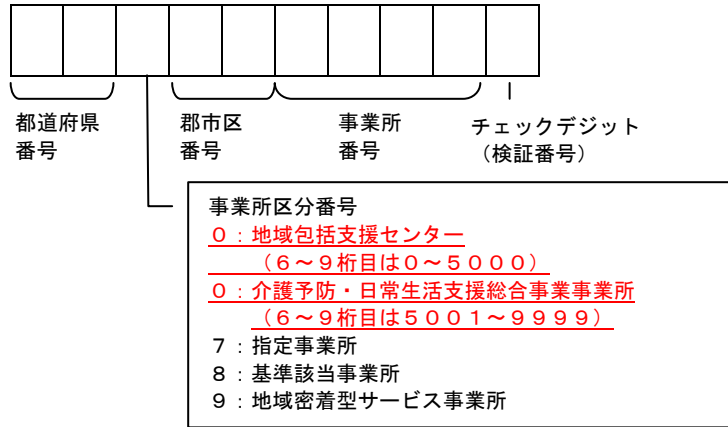 都道府県
番号
郡市区
番号
事業所
番号
チェックデジット
（検証番号）
事業所区分番号
０：地域包括支援センター
（６～９桁目は０～５０００）
０：介護予防・日常生活支援総合事業事業所
（６～９桁目は５００１～９９９９）
７：指定事業所
８：基準該当事業所
９：地域密着型サービス事業所